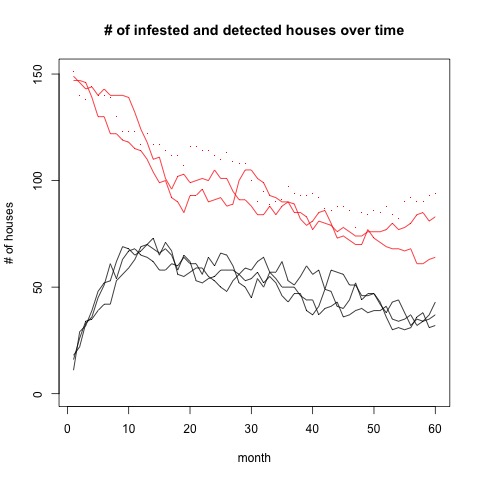 # of infested and detected houses over time
# of houses
150
100
50
0
0 10 20 30 40 50 60
month